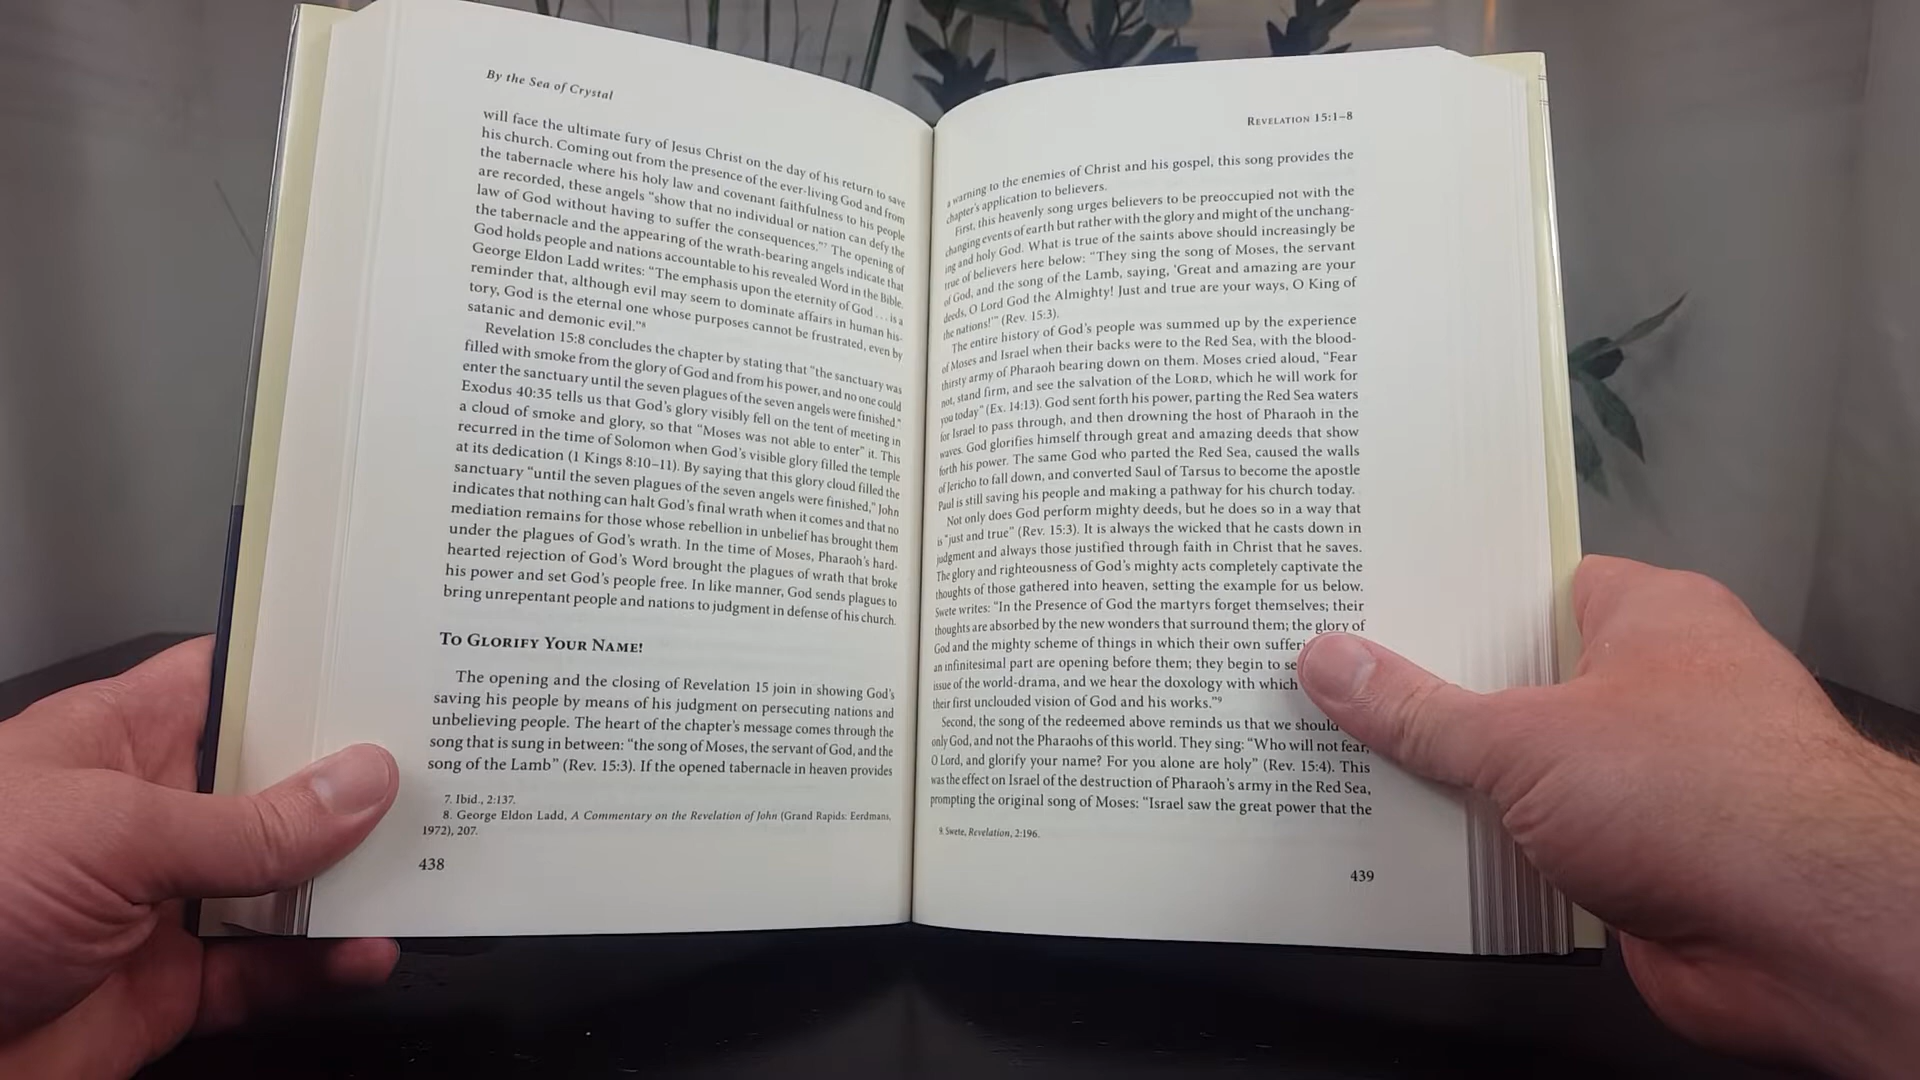 By the Sea of Crystal
will face the ultimate fury of Jesus Christ on the day of his return to save
his church. Coming out from the presence of the ever-living God and from
the tabernacle where his holy law and covenant faithfulness to his people
are recorded, these angels “show that no individual or nation can defy the
law of God without having to suffer the consequences.”7 The opening of
the tabernacle and the appearing of the wrath-bearing angels indicate that
God holds people and nations accountable to his revealed Word in the Bible.
George Eldon Ladd writes: “The emphasis upon the eternity of God . . . is a
reminder that, although evil may seem to dominate affairs in human his-
tory, God is the eternal one whose purposes cannot be frustrated, even by
satanic and demonic evil.”8
Revelation 15:8 concludes the chapter by stating that “the sanctuary was
filled with smoke from the glory of God and from his power, and no one could
enter the sanctuary until the seven plagues of the seven angels were finished.”
Exodus 40:35 tells us that God’s glory visibly fell on the tent of meeting in
a cloud of smoke and glory, so that “Moses was not able to enter” it. This
recurred in the time of Solomon when God’s visible glory filled the temple
at its dedication (1 Kings 8:10–11). By saying that this glory cloud filled the
sanctuary “until the seven plagues of the seven angels were finished,” John
indicates that nothing can halt God’s final wrath when it comes and that no
mediation remains for those whose rebellion in unbelief has brought them
under the plagues of God’s wrath. In the time of Moses, Pharaoh’s hard-
hearted rejection of God’s Word brought the plagues of wrath that broke
his power and set God’s people free. In like manner, God sends plagues to
bring unrepentant people and nations to judgment in defense of his church.
TO GLORIFY YOUR NAME!
The opening and the closing of Revelation 15 join in showing God’s
saving his people by means of his judgment on persecuting nations and
unbelieving people. The heart of the chapter’s message comes through the
song that is sung in between: “the song of Moses, the servant of God, and the
song of the Lamb” (Rev. 15:3). If the opened tabernacle in heaven provides
7. Ibid., 2:137.
8. George Eldon Ladd, A Commentary on the Revelation of John (Grand Rapids: Eerdmans,
1972), 207.
438
REVELATION 15:1–8
a warning to the enemies of Christ and his gospel, this song provides the
chapter’s application to believers.
First, this heavenly song urges believers to be preoccupied not with the
changing events of earth but rather with the glory and might of the unchang-
ing and holy God. What is true of the saints above should increasingly be
true of believers here below: “They sing the song of Moses, the servant
of God, and the song of the Lamb, saying, ‘Great and amazing are your
deeds, O Lord God the Almighty! Just and true are your ways, O King of
the nations!’” (Rev. 15:3).
The entire history of God’s people was summed up by the experience
of Moses and Israel when their backs were to the Red Sea, with the blood-
thirsty army of Pharaoh bearing down on them. Moses cried aloud, “Fear
not, stand firm, and see the salvation of the LORD, which he will work for
you today” (Ex. 14:13). God sent forth his power, parting the Red Sea waters
for Israel to pass through, and then drowning the host of Pharaoh in the
waves. God glorifies himself through great and amazing deeds that show
forth his power. The same God who parted the Red Sea, caused the walls
of Jericho to fall down, and converted Saul of Tarsus to become the apostle
Paul is still saving his people and making a pathway for his church today.
Not only does God perform mighty deeds, but he does so in a way that
is “just and true” (Rev. 15:3). It is always the wicked that he casts down in
judgment and always those justified through faith in Christ that he saves.
The glory and righteousness of God’s mighty acts completely captivate the
thoughts of those gathered into heaven, setting the example for us below.
Swete writes: “In the Presence of God the martyrs forget themselves; their
thoughts are absorbed by the new wonders that surround them; the glory of
God and the mighty scheme of things in which their own
an infinitesimal part are opening before them; they begin to
issue of the world-drama, and we hear the doxology with which
their first unclouded vision of God and his works.”9
Second, the song of the redeemed above reminds us that we should
only God, and not the Pharaohs of this world. They sing: “Who will not fear,
O Lord, and glorify your name? For you alone are holy” (Rev. 15:4). This
was the effect on Israel of the destruction of Pharaoh’s army in the Red Sea,
prompting the original song of Moses: “Israel saw the great power that the
9. Swete, Revelation, 2:196.
439